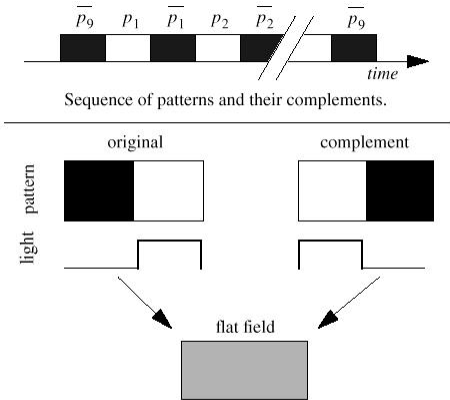 p̅₉ p₁ p̅₁ p₂ p̅₂ p̅₉
time
Sequence of patterns and their complements.
original complement
pattern
light
flat field